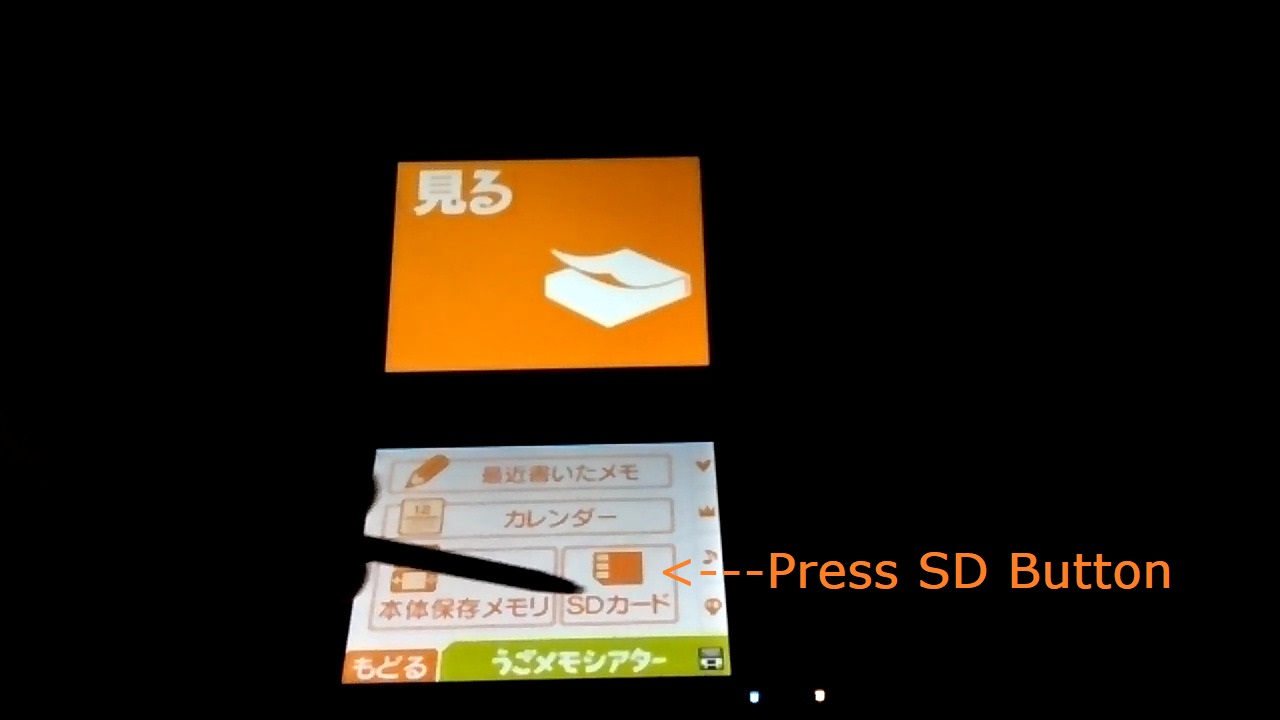 見る
最近書いたメモ
12
カレンダー
本体保存メモリ
SDカード
<---Press SD Button
もどる
うごメモシアター